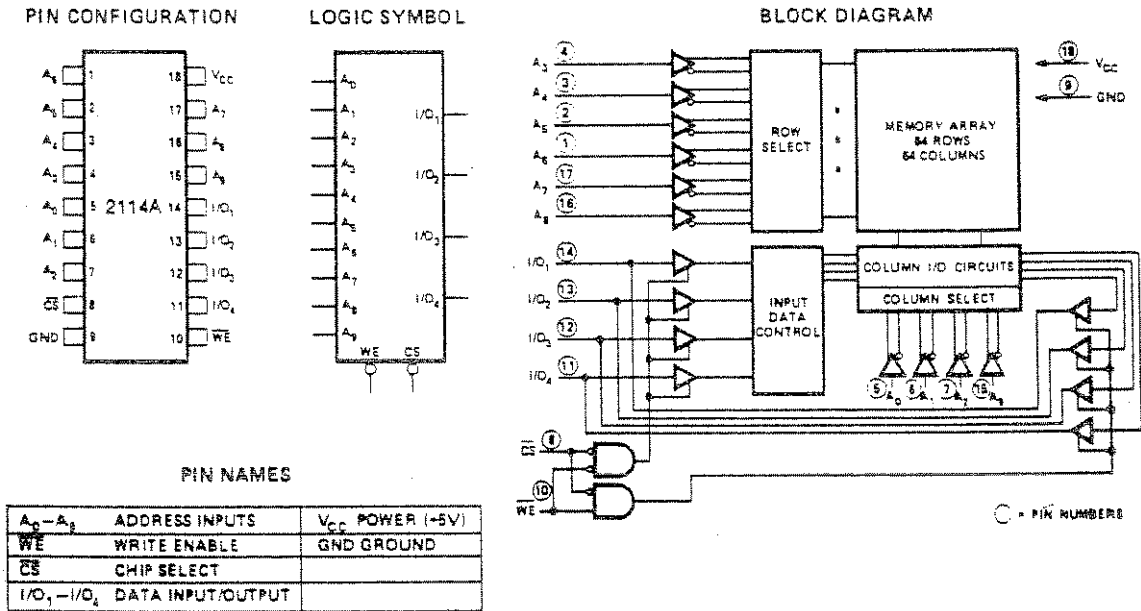 PIN CONFIGURATION
LOGIC SYMBOL
BLOCK DIAGRAM
A6 1
A5 2
A4 3
A3 4
A0 5
A1 6
A2 7
CS 8
GND 9
2114A
18 VCC
17 A7
16 A8
15 A9
14 I/O1
13 I/O2
12 I/O3
11 I/O4
10 WE
A0
A1
A2
A3
A4
A5
A6
A7
A8
A9
I/O1
I/O2
I/O3
I/O4
WE CS
A3 4
A4 3
A5 2
A6 1
A7 17
A8 16
ROW
SELECT
MEMORY ARRAY
64 ROWS
64 COLUMNS
18 VCC
9 GND
I/O1 14
I/O2 13
I/O3 12
I/O4 11
INPUT
DATA
CONTROL
COLUMN I/O CIRCUITS
COLUMN SELECT
5 A0 6 A1 7 A2 15 A9
CS 8
WE 10
= PIN NUMBERS
PIN NAMES
A0–A9 ADDRESS INPUTS VCC POWER (+5V)
WE WRITE ENABLE GND GROUND
CS CHIP SELECT
I/O1–I/O4 DATA INPUT/OUTPUT